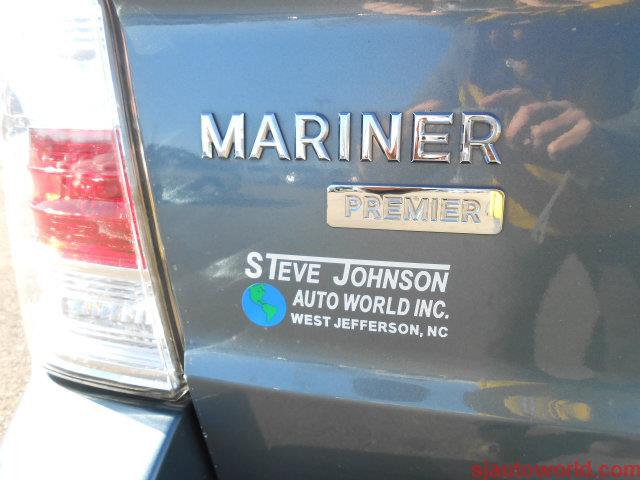 MARINER
PREMIER
STEVE JOHNSON
AUTO WORLD INC.
WEST JEFFERSON, NC
sjautoworld.com